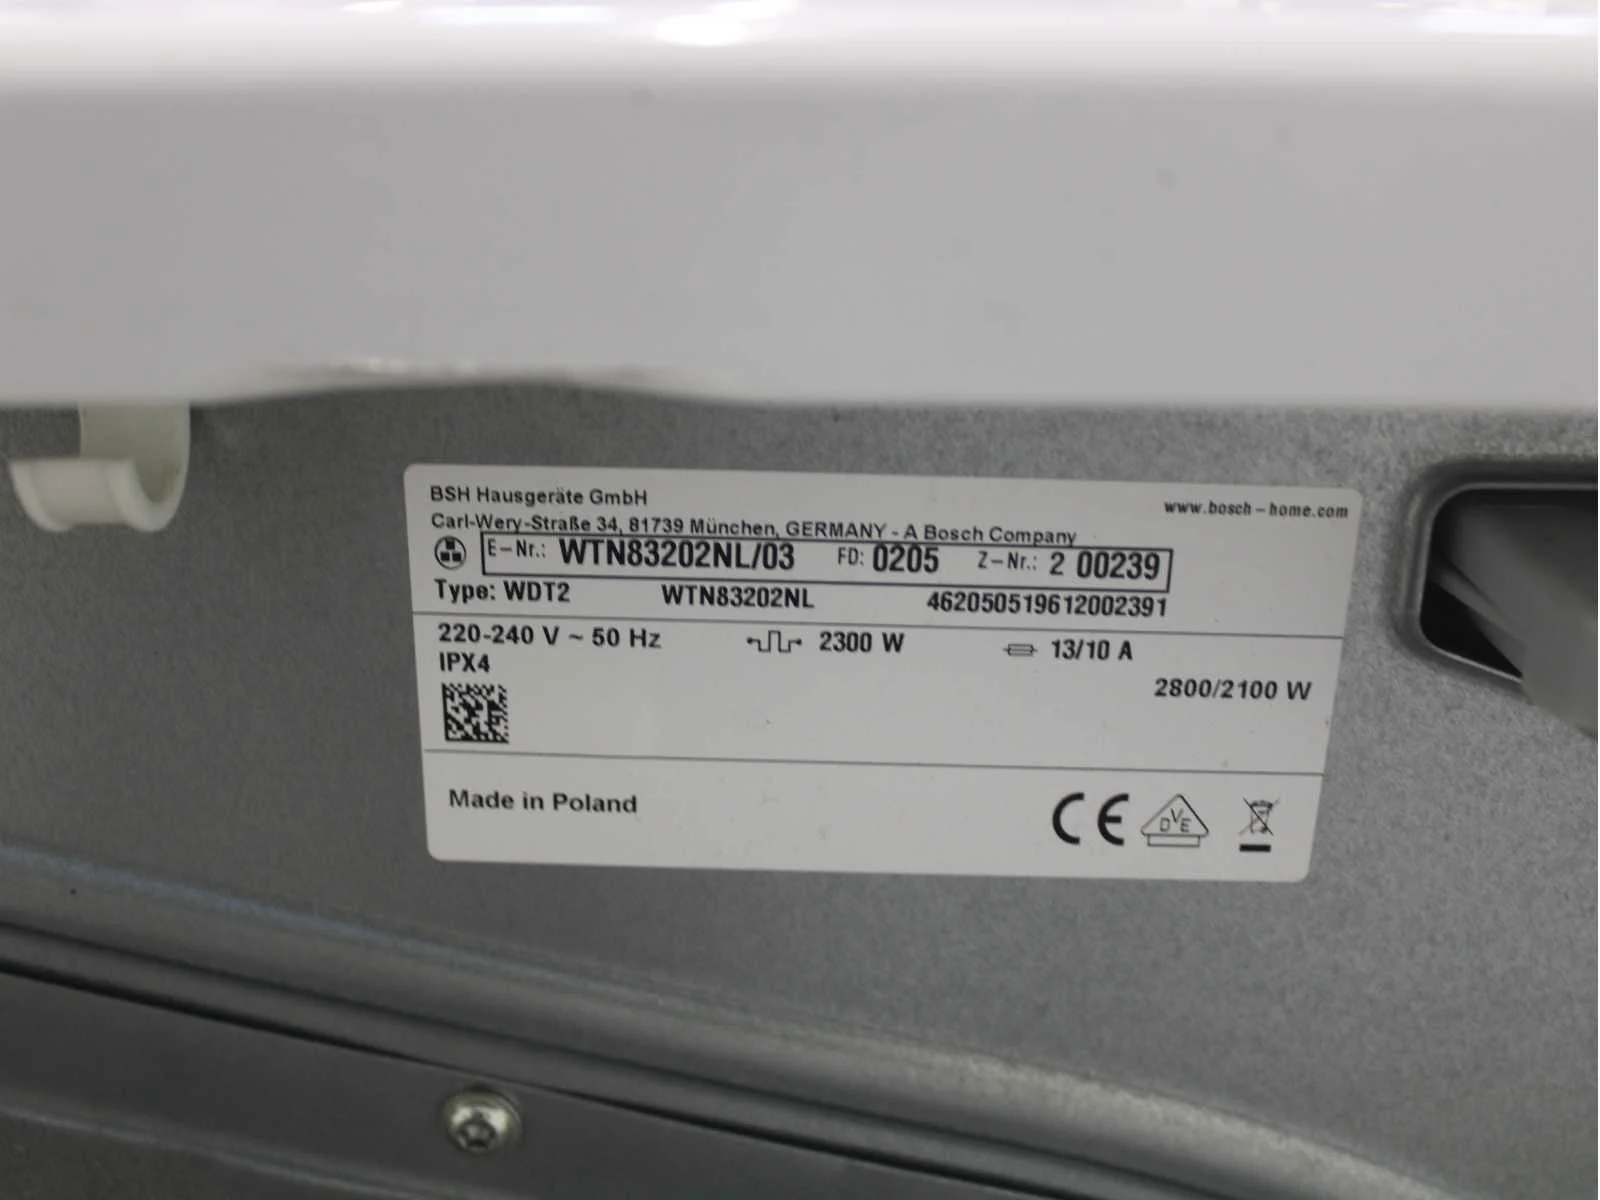 BSH Hausgeräte GmbH
www.bosch-home.com
Carl-Wery-Straße 34, 81739 München, GERMANY - A Bosch Company
E-Nr.: WTN83202NL/03 FD: 0205 Z-Nr.: 2 00239
Type: WDT2 WTN83202NL 462050519612002391
220-240 V ~ 50 Hz 2300 W 13/10 A
IPX4
2800/2100 W
Made in Poland
CE DVE